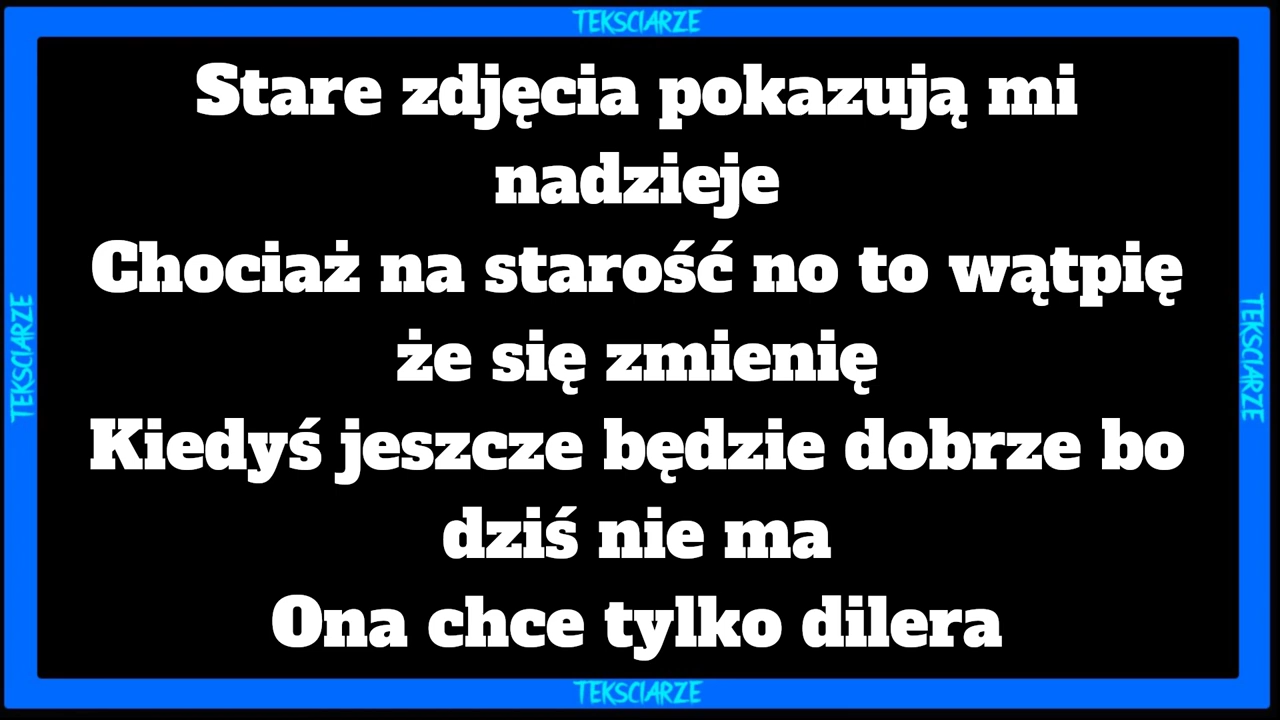 TEKSCIARZE
Stare zdjęcia pokazują mi
nadzieje
Chociaż na starość no to wątpię
że się zmienię
Kiedyś jeszcze będzie dobrze bo
dziś nie ma
Ona chce tylko dilera
TEKSCIARZE
TEKSCIARZE
TEKSCIARZE